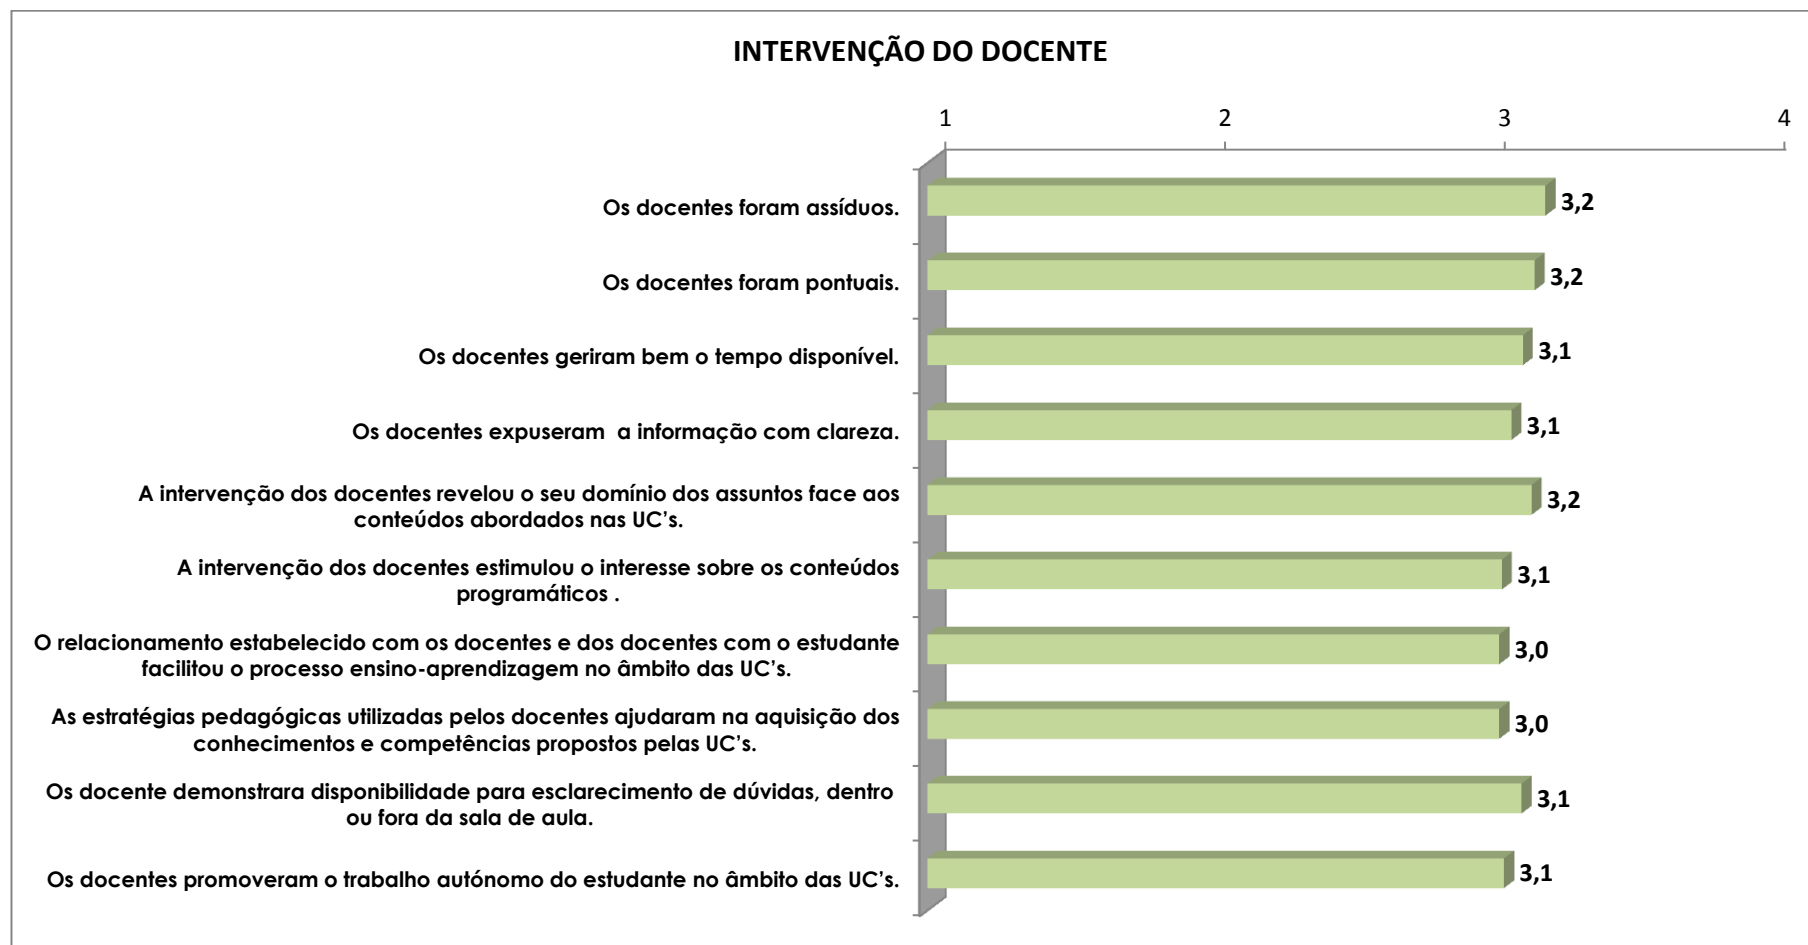 INTERVENÇÃO DO DOCENTE
1 2 3 4
Os docentes foram assíduos. 3,2
Os docentes foram pontuais. 3,2
Os docentes geriram bem o tempo disponível. 3,1
Os docentes expuseram  a informação com clareza. 3,1
A intervenção dos docentes revelou o seu domínio dos assuntos face aos
conteúdos abordados nas UC's. 3,2
A intervenção dos docentes estimulou o interesse sobre os conteúdos
programáticos . 3,1
O relacionamento estabelecido com os docentes e dos docentes com o estudante
facilitou o processo ensino-aprendizagem no âmbito das UC's. 3,0
As estratégias pedagógicas utilizadas pelos docentes ajudaram na aquisição dos
conhecimentos e competências propostos pelas UC's. 3,0
Os docente demonstrara disponibilidade para esclarecimento de dúvidas, dentro
ou fora da sala de aula. 3,1
Os docentes promoveram o trabalho autónomo do estudante no âmbito das UC's. 3,1